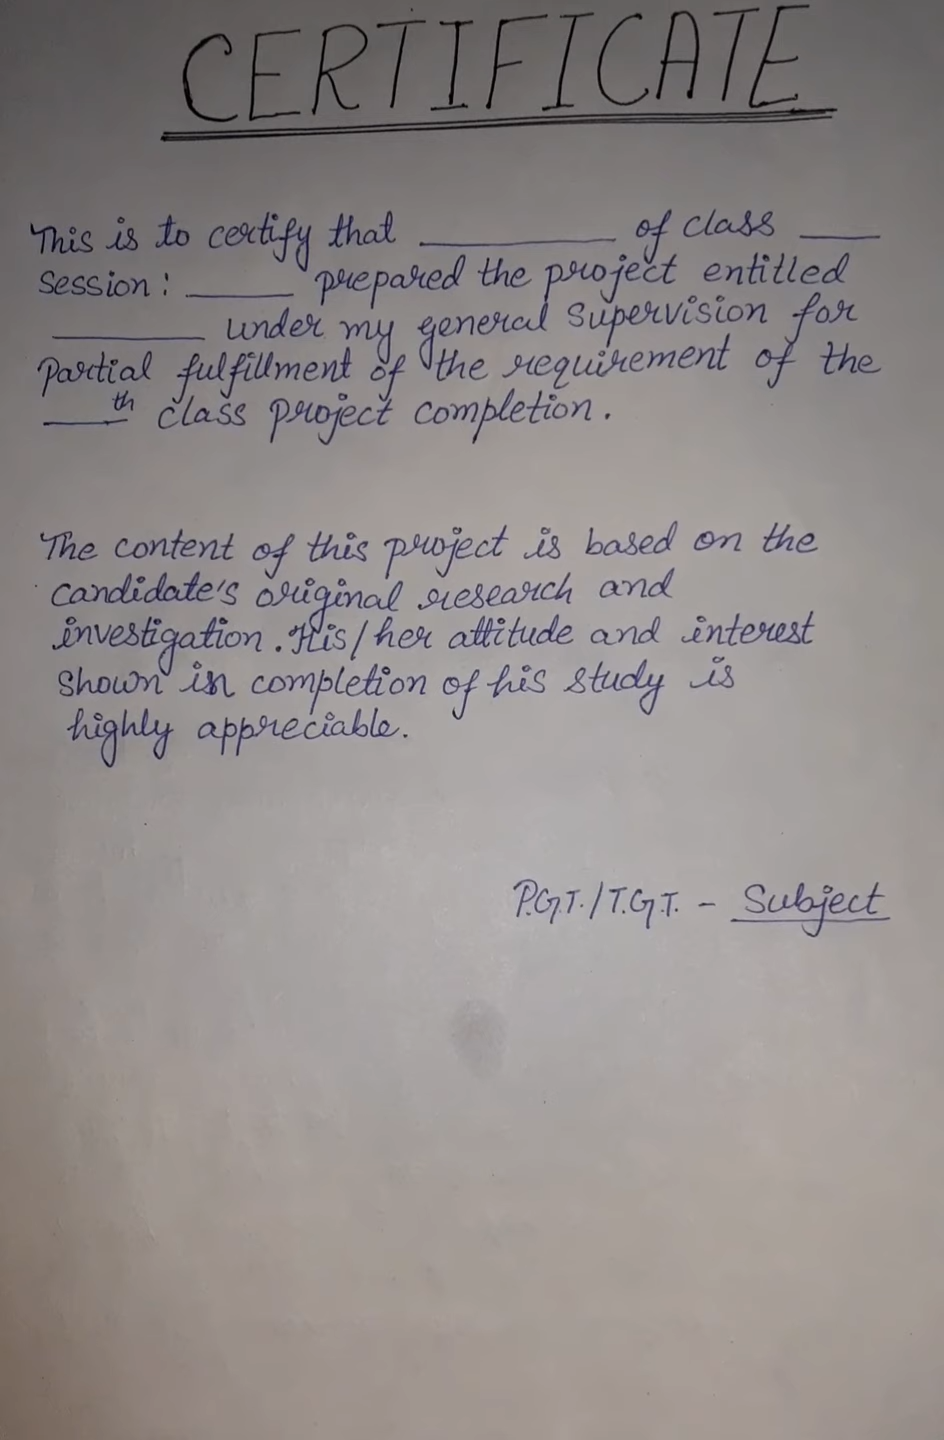 CERTIFICATE
This is to certify that __________ of class ____
Session: _____ prepared the project entitled
________ under my general Supervision for
Partial fulfillment of the requirement of the
____th class project completion.
The content of this project is based on the
candidate's original research and
investigation. His/her attitude and interest
Shown in completion of his study is
highly appreciable.
P.G.T./T.G.T. - Subject